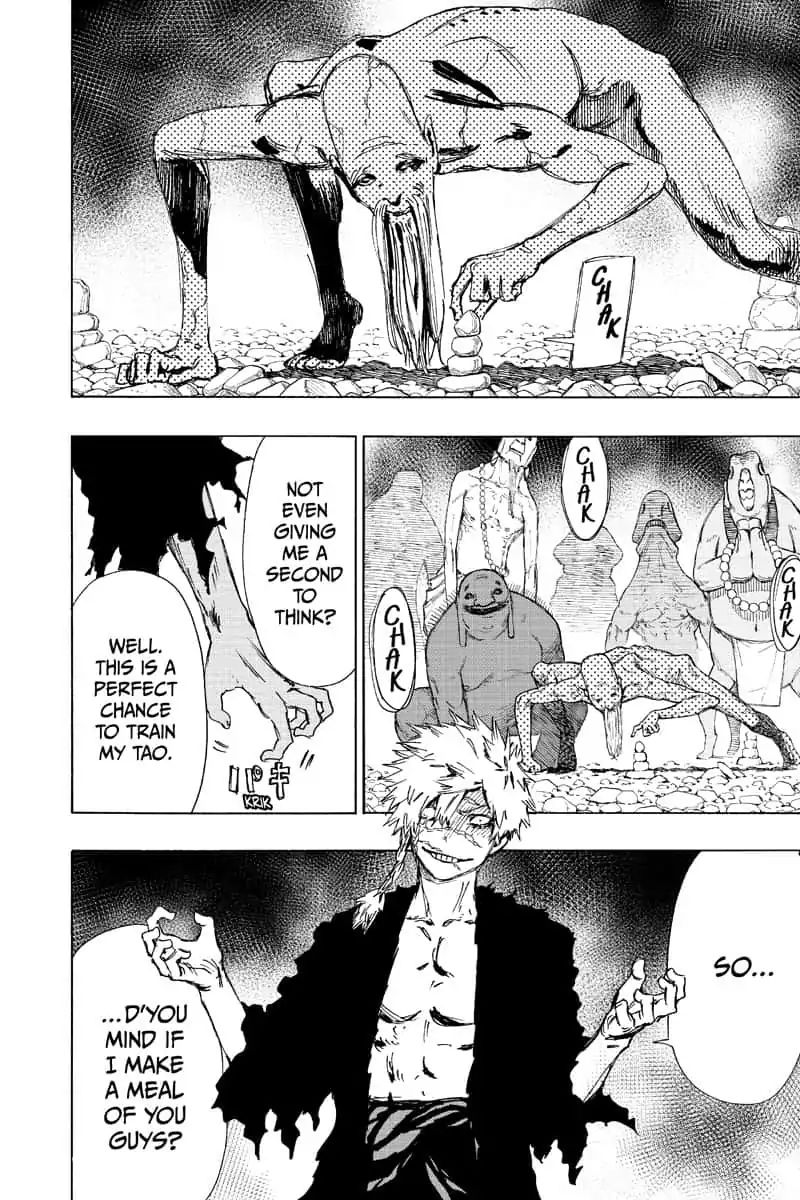 CHAK
CHAK
CHAK
CHAK
NOT
EVEN
GIVING
ME A
SECOND
TO
THINK?
WELL.
THIS IS A
PERFECT
CHANCE
TO TRAIN
MY TAO.
パキ
KRIK
SO...
...D'YOU
MIND IF
I MAKE
A MEAL
OF YOU
GUYS?